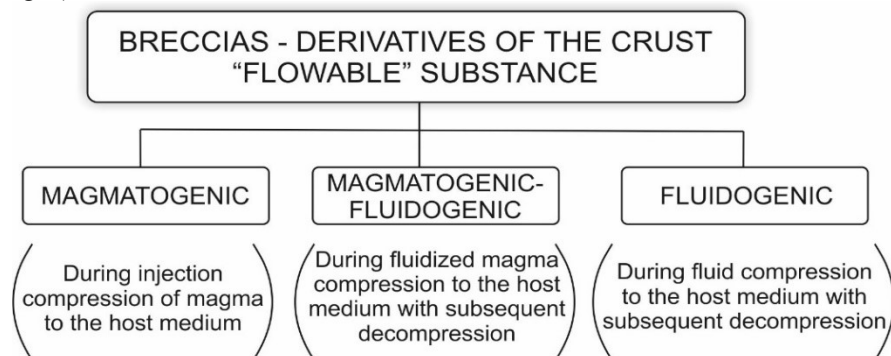 BRECCIAS - DERIVATIVES OF THE CRUST
“FLOWABLE” SUBSTANCE
MAGMATOGENIC
MAGMATOGENIC-
FLUIDOGENIC
FLUIDOGENIC
During injection
compression of magma
to the host medium
During fluidized magma
compression to the host
medium with subsequent
decompression
During fluid compression
to the host medium with
subsequent decompression